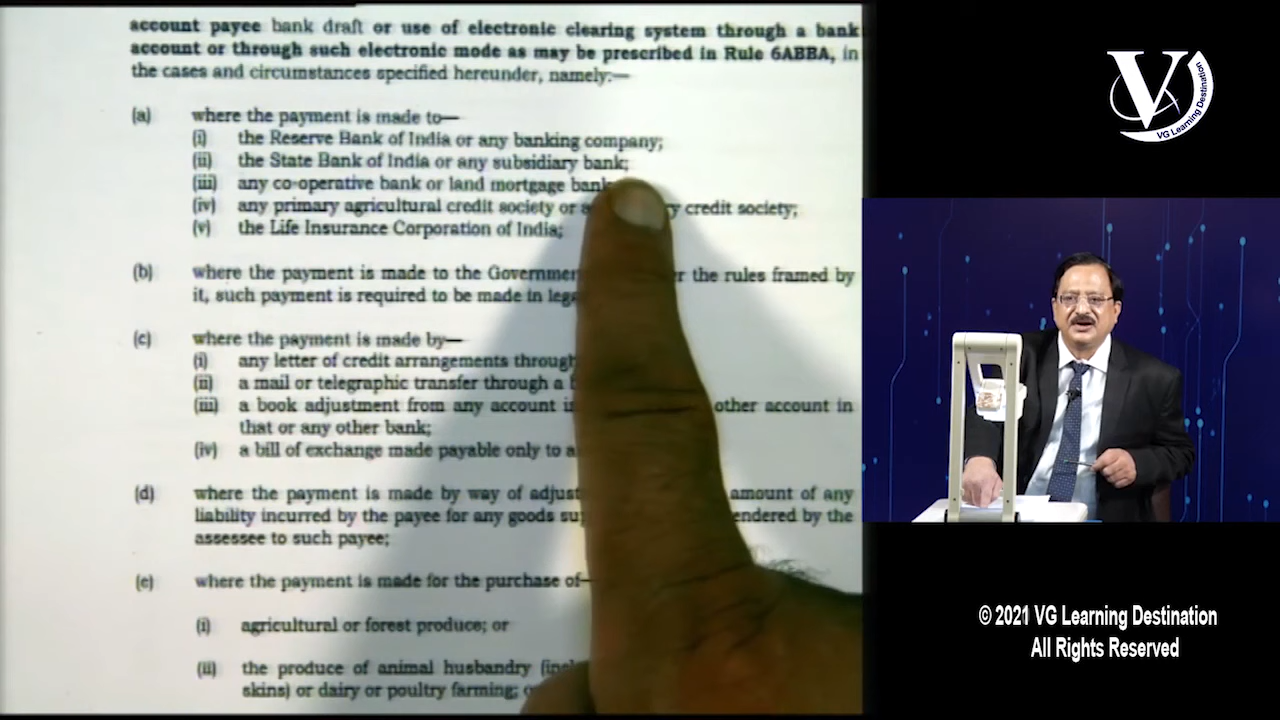 account payee bank draft or use of electronic clearing system through a bank
account or through such electronic mode as may be prescribed in Rule 6ABBA, in
the cases and circumstances specified hereunder, namely:—
(a) where the payment is made to—
(i) the Reserve Bank of India or any banking company;
(ii) the State Bank of India or any subsidiary bank;
(iii) any co-operative bank or land mortgage bank
(iv) any primary agricultural credit society or credit society;
(v) the Life Insurance Corporation of India;
(b) where the payment is made to the the rules framed by
it, such payment is required to be made in
(c) where the payment is made by—
(i) any letter of credit arrangements through
(ii) a mail or telegraphic transfer through a
(iii) a book adjustment from any account other account in
that or any other bank;
(iv) a bill of exchange made payable only to
(d) where the payment is made by way of amount of any
liability incurred by the payee for any goods by the
assessee to such payee;
(e) where the payment is made for the purchase of—
(i) agricultural or forest produce; or
(ii) the produce of animal husbandry
skins) or dairy or poultry farming;
V
VG Learning Destination
© 2021 VG Learning Destination
All Rights Reserved